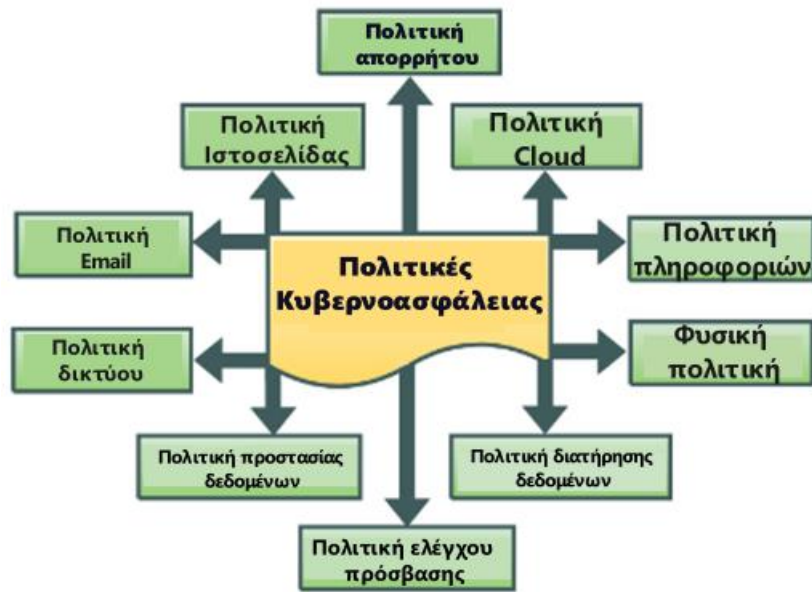 Πολιτική
απορρήτου
Πολιτική
Ιστοσελίδας
Πολιτική
Cloud
Πολιτική
Email
Πολιτικές
Κυβερνοασφάλειας
Πολιτική
πληροφοριών
Πολιτική
δικτύου
Φυσική
πολιτική
Πολιτική προστασίας
δεδομένων
Πολιτική διατήρησης
δεδομένων
Πολιτική ελέγχου
πρόσβασης